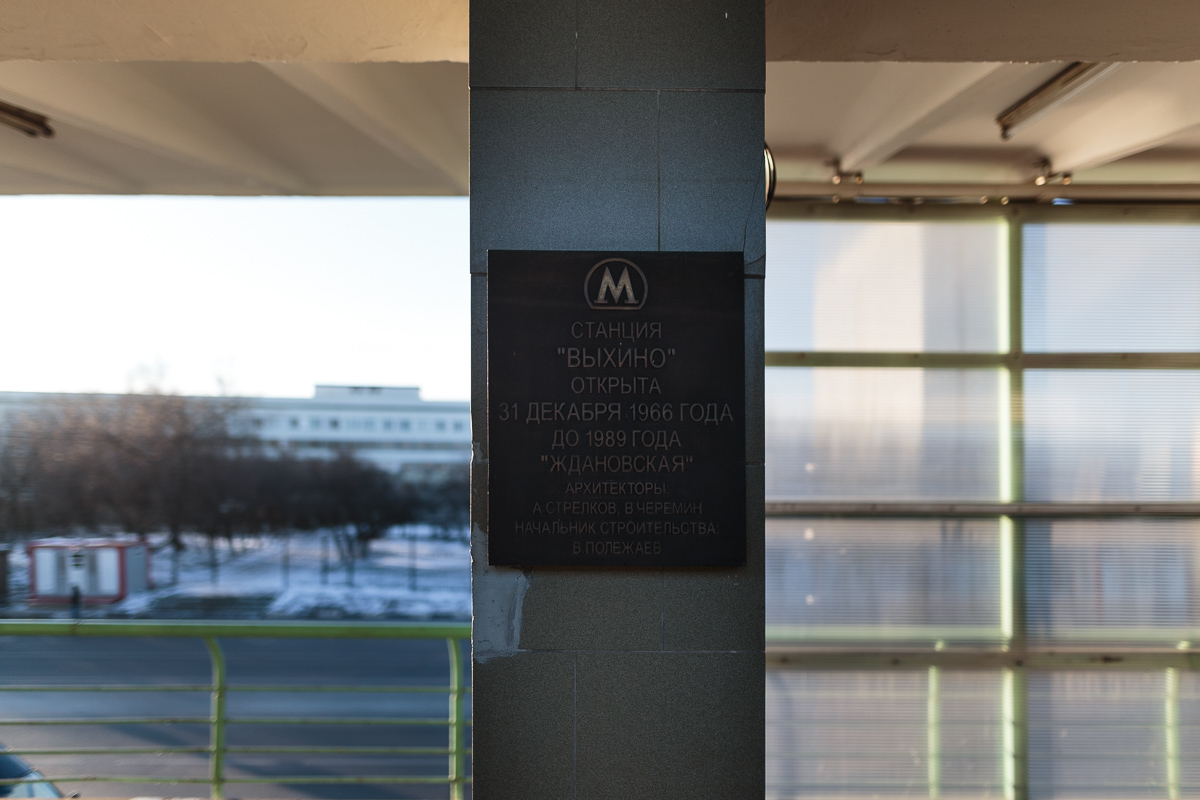 М
СТАНЦИЯ
"ВЫХИНО"
ОТКРЫТА
31 ДЕКАБРЯ 1966 ГОДА
ДО 1989 ГОДА
"ЖДАНОВСКАЯ"
АРХИТЕКТОРЫ
А СТРЕЛКОВ, В ЧЕРЕМИН
НАЧАЛЬНИК СТРОИТЕЛЬСТВА:
В ПОЛЕЖАЕВ